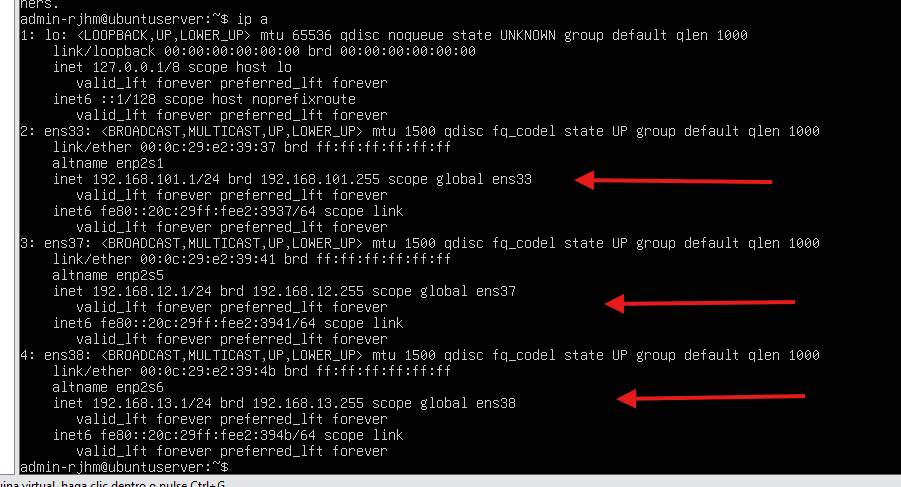 ners.
admin-rjhm@ubuntuserver:~$ ip a
1: lo: <LOOPBACK,UP,LOWER_UP> mtu 65536 qdisc noqueue state UNKNOWN group default qlen 1000
link/loopback 00:00:00:00:00:00 brd 00:00:00:00:00:00
inet 127.0.0.1/8 scope host lo
valid_lft forever preferred_lft forever
inet6 ::1/128 scope host noprefixroute
valid_lft forever preferred_lft forever
2: ens33: <BROADCAST,MULTICAST,UP,LOWER_UP> mtu 1500 qdisc fq_codel state UP group default qlen 1000
link/ether 00:0c:29:e2:39:37 brd ff:ff:ff:ff:ff:ff
altname enp2s1
inet 192.168.101.1/24 brd 192.168.101.255 scope global ens33
valid_lft forever preferred_lft forever
inet6 fe80::20c:29ff:fee2:3937/64 scope link
valid_lft forever preferred_lft forever
3: ens37: <BROADCAST,MULTICAST,UP,LOWER_UP> mtu 1500 qdisc fq_codel state UP group default qlen 1000
link/ether 00:0c:29:e2:39:41 brd ff:ff:ff:ff:ff:ff
altname enp2s5
inet 192.168.12.1/24 brd 192.168.12.255 scope global ens37
valid_lft forever preferred_lft forever
inet6 fe80::20c:29ff:fee2:3941/64 scope link
valid_lft forever preferred_lft forever
4: ens38: <BROADCAST,MULTICAST,UP,LOWER_UP> mtu 1500 qdisc fq_codel state UP group default qlen 1000
link/ether 00:0c:29:e2:39:4b brd ff:ff:ff:ff:ff:ff
altname enp2s6
inet 192.168.13.1/24 brd 192.168.13.255 scope global ens38
valid_lft forever preferred_lft forever
inet6 fe80::20c:29ff:fee2:394b/64 scope link
valid_lft forever preferred_lft forever
admin-rjhm@ubuntuserver:~$
uina virtual, haga clic dentro o pulse Ctrl+G.